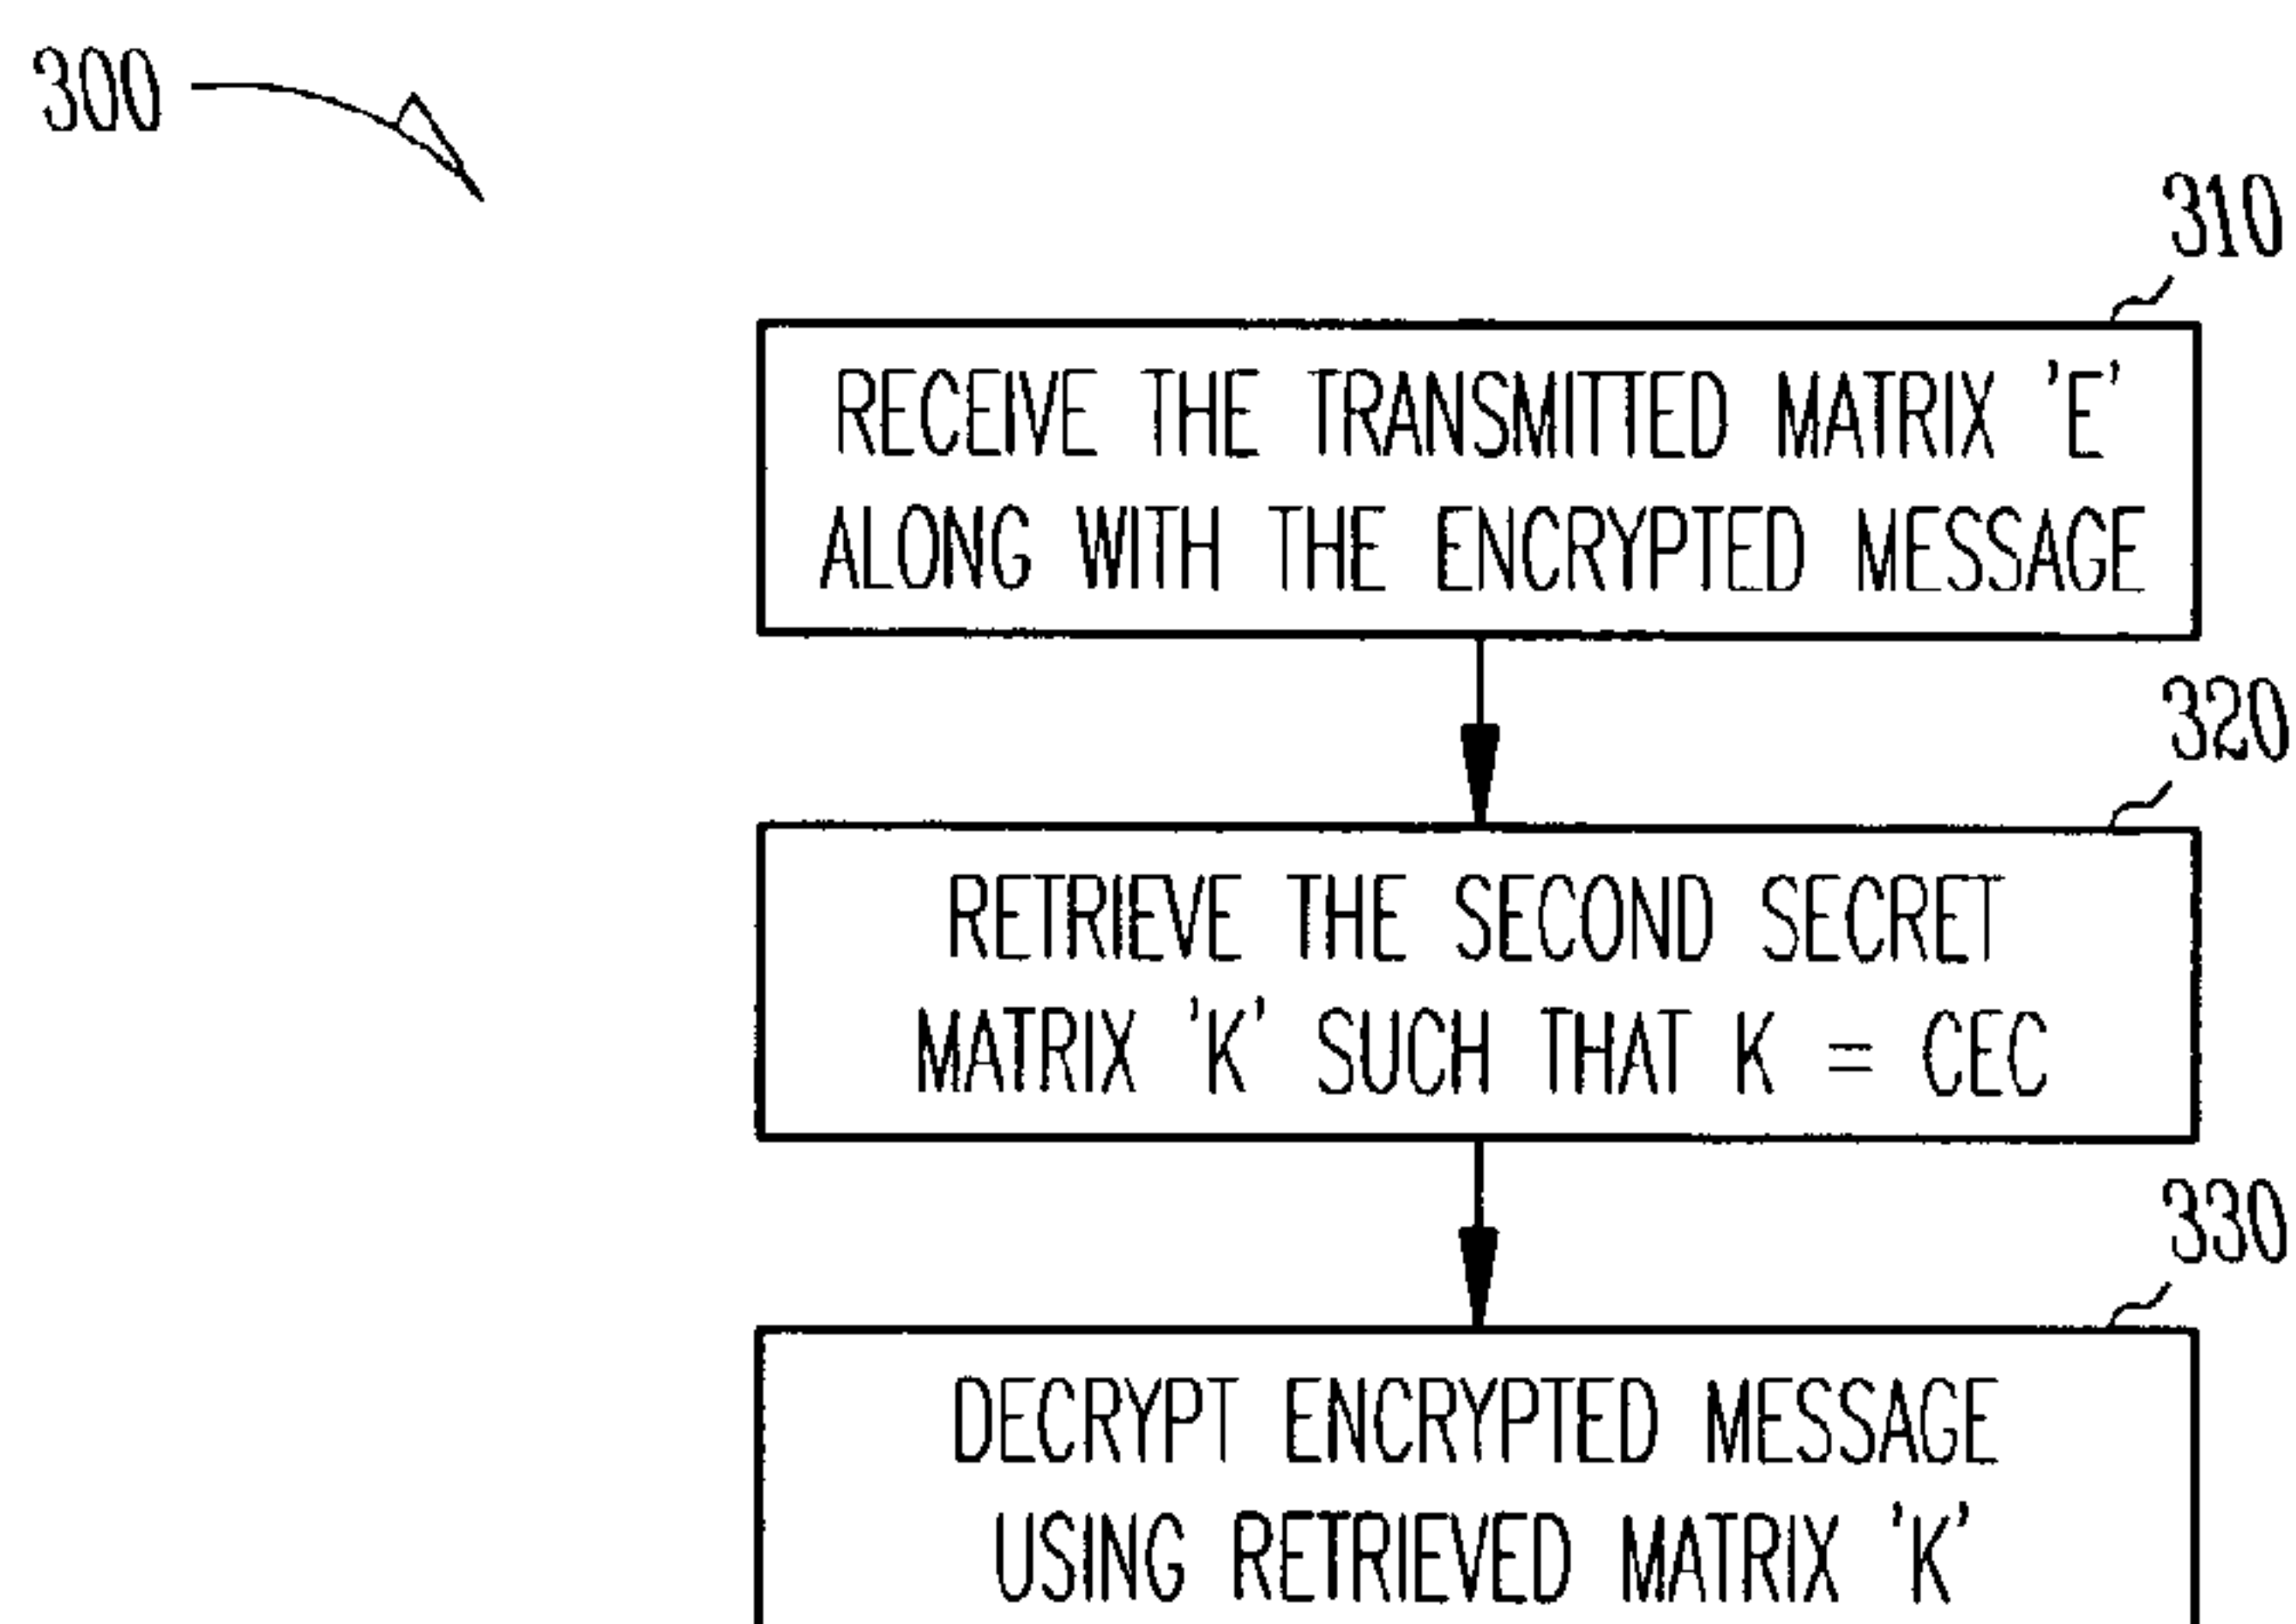 300
310
RECEIVE THE TRANSMITTED MATRIX 'E'
ALONG WITH THE ENCRYPTED MESSAGE
320
RETRIEVE THE SECOND SECRET
MATRIX 'K' SUCH THAT K = CEC
330
DECRYPT ENCRYPTED MESSAGE
USING RETRIEVED MATRIX 'K'